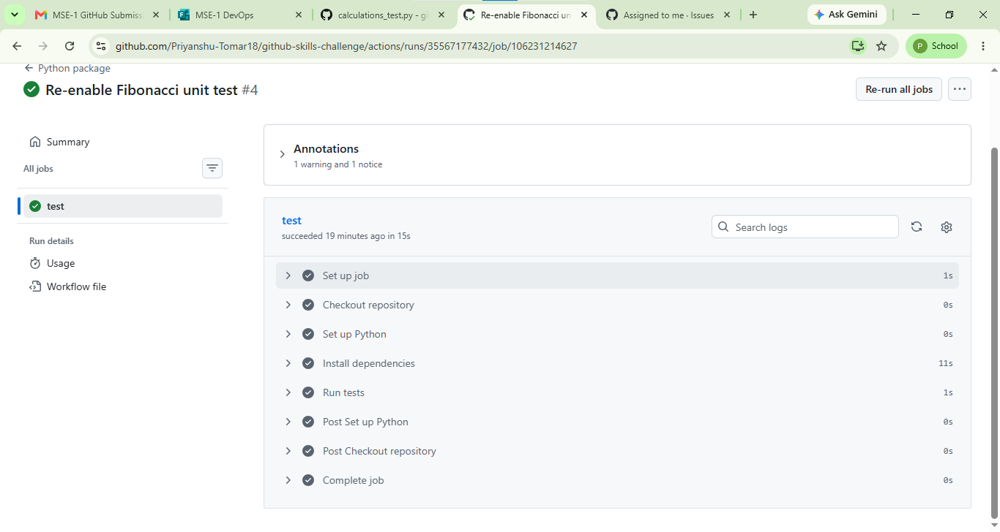 MSE-1 GitHub Submiss
MSE-1 DevOps
calculations_test.py - gi
Re-enable Fibonacci un
Assigned to me · Issues
Ask Gemini
github.com/Priyanshu-Tomar18/github-skills-challenge/actions/runs/35567177432/job/106231214627
P School
Python package
Re-enable Fibonacci unit test #4
Re-run all jobs
Summary
All jobs
test
Run details
Usage
Workflow file
Annotations
1 warning and 1 notice
test
succeeded 19 minutes ago in 15s
Search logs
Set up job 1s
Checkout repository 0s
Set up Python 0s
Install dependencies 11s
Run tests 1s
Post Set up Python 0s
Post Checkout repository 0s
Complete job 0s